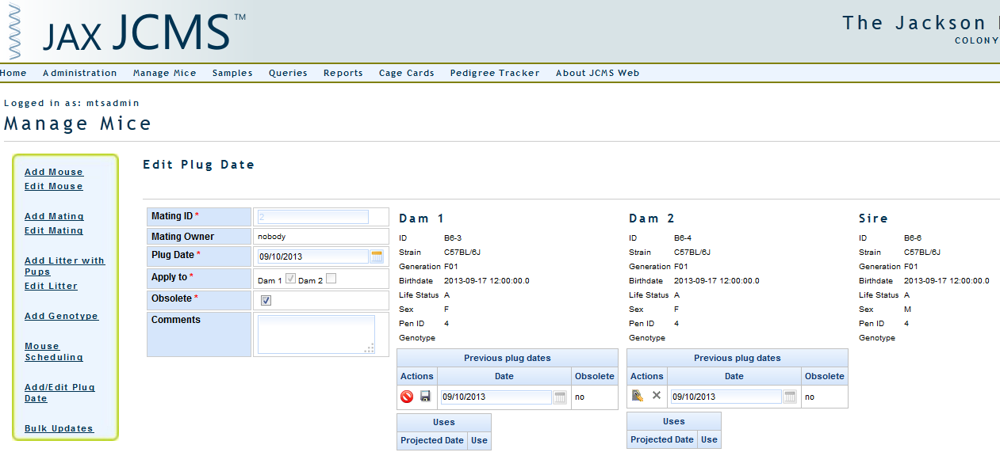 JAX JCMS™
The Jackson
COLONY
Home Administration Manage Mice Samples Queries Reports Cage Cards Pedigree Tracker About JCMS Web
Logged in as: mtsadmin
Manage Mice
Add Mouse
Edit Mouse
Add Mating
Edit Mating
Add Litter with
Pups
Edit Litter
Add Genotype
Mouse
Scheduling
Add/Edit Plug
Date
Bulk Updates
Edit Plug Date
Mating ID * 2
Mating Owner nobody
Plug Date * 09/10/2013
Apply to * Dam 1 Dam 2
Obsolete *
Comments
Dam 1
ID B6-3
Strain C57BL/6J
Generation F01
Birthdate 2013-09-17 12:00:00.0
Life Status A
Sex F
Pen ID 4
Genotype
Previous plug dates
Actions Date Obsolete
09/10/2013 no
Uses
Projected Date Use
Dam 2
ID B6-4
Strain C57BL/6J
Generation F01
Birthdate 2013-09-17 12:00:00.0
Life Status A
Sex F
Pen ID 4
Genotype
Previous plug dates
Actions Date Obsolete
09/10/2013 no
Uses
Projected Date Use
Sire
ID B6-6
Strain C57BL/6J
Generation F01
Birthdate 2013-09-17 12:00:00.0
Life Status A
Sex M
Pen ID 4
Genotype